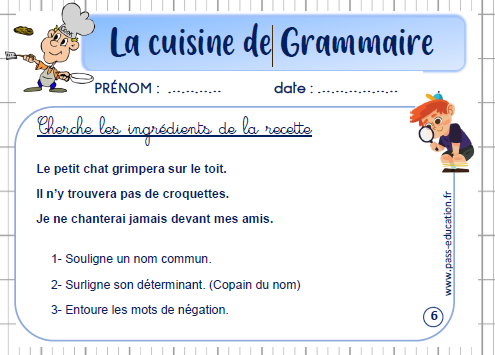 La cuisine de Grammaire
PRÉNOM : ............ date : ..................
Cherche les ingrédients de la recette
Le petit chat grimpera sur le toit.
Il n'y trouvera pas de croquettes.
Je ne chanterai jamais devant mes amis.
1- Souligne un nom commun.
2- Surligne son déterminant. (Copain du nom)
3- Entoure les mots de négation.
www.pass-education.fr
6